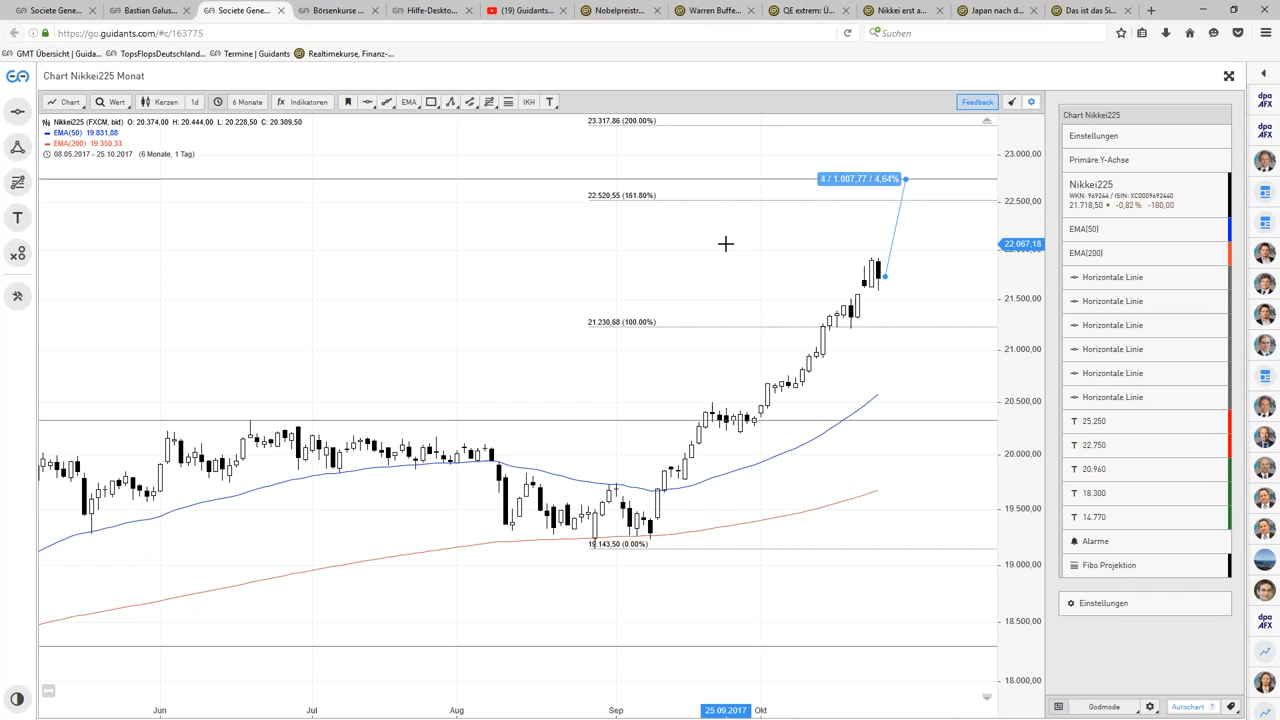 Societe Gene...
Bastian Galus...
Societe Gene...
Börsenkurse ...
Hilfe-Deskto...
(19) Guidants...
Nobelpreistr...
Warren Buffe...
QE extrem: Ü...
Nikkei erst a...
Japan nach d...
Das ist das Si...
https://go.guidants.com/#c/163775
Suchen
GMT Übersicht | Guida...
TopsFlopsDeutschland...
Termine | Guidants
Realtimekurse, Finanz-...
Chart Nikkei225 Monat
Chart
Wert
Kerzen
1d
6 Monate
fx Indikatoren
EMA
IKH
T
Feedback
Nikkei225 (FXCM, bid) O: 20.374,00 H: 20.444,00 L: 20.228,50 C: 20.309,50
EMA(50) 19.831,88
EMA(200) 19.350,33
08.05.2017 - 25.10.2017 (6 Monate, 1 Tag)
23.317,86 (200.00%)
4 / 1.007,77 / 4,64%
22.520,55 (161.80%)
21.230,68 (100.00%)
19.143,50 (0.00%)
23.000,00
22.500,00
22.067,18
21.500,00
21.000,00
20.500,00
20.000,00
19.500,00
19.000,00
18.500,00
18.000,00
Jun
Jul
Aug
Sep
25.09.2017
Okt
Chart Nikkei225
Einstellungen
Primäre Y-Achse
Nikkei225
WKN: 969244 / ISIN: XC0009692440
21.718,50 -0,82 % -180,00
EMA(50)
EMA(200)
Horizontale Linie
Horizontale Linie
Horizontale Linie
Horizontale Linie
Horizontale Linie
Horizontale Linie
T 25.250
T 22.750
T 20.960
T 18.300
T 14.770
Alarme
Fibo Projektion
Einstellungen
Godmode
Autochart ?
T
dpa
AFX
dpa
AFX
dpa
AFX